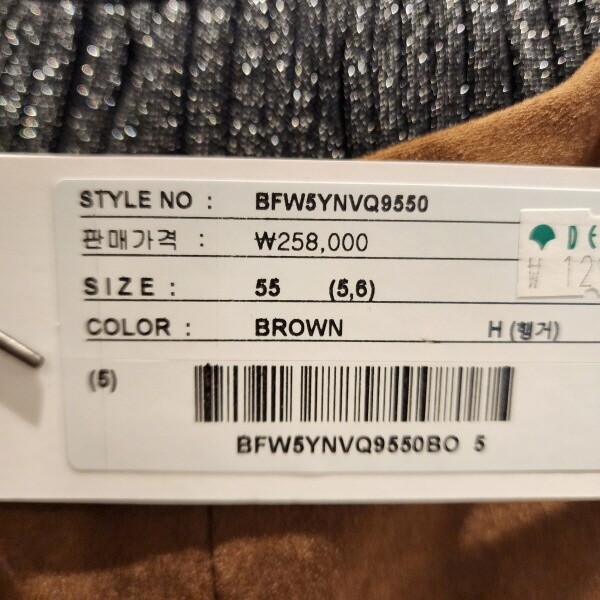 STYLE NO : BFW5YNVQ9550
판매가격 : ₩258,000
SIZE : 55 (5,6)
COLOR : BROWN H (행거)
(5)
BFW5YNVQ9550BO 5